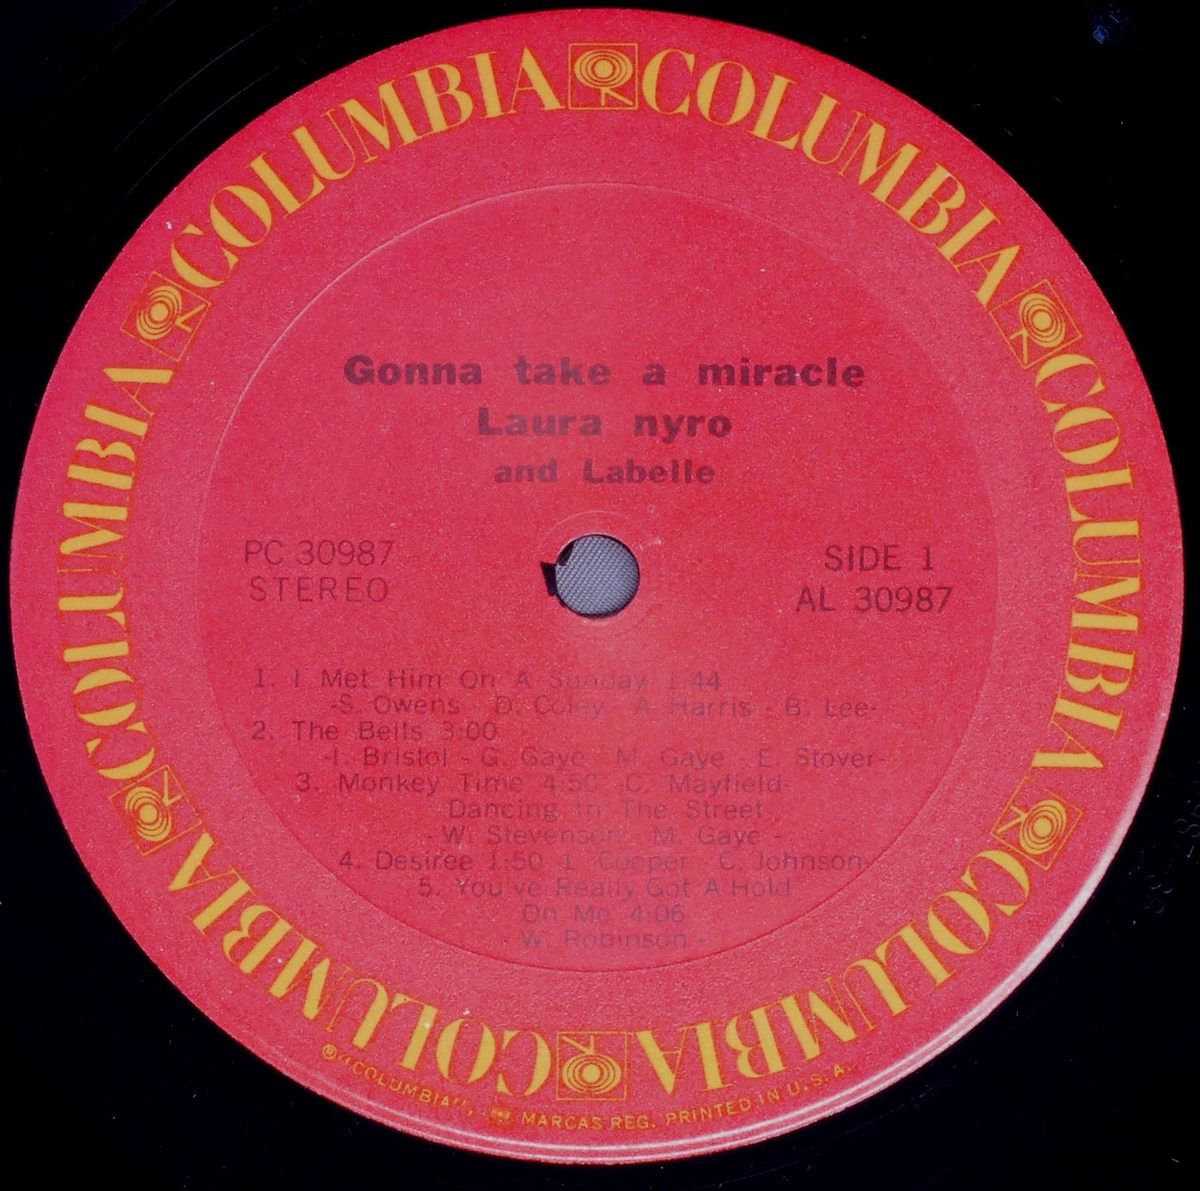 COLUMBIA COLUMBIA COLUMBIA COLUMBIA COLUMBIA COLUMBIA
Gonna take a miracle
Laura nyro
and Labelle
PC 30987
STEREO
SIDE 1
AL 30987
1. I Met Him On A Sunday 1:44
-S. Owens - D. Coley - A. Harris - B. Lee-
2. The Bells 3:00
-I. Bristol - G. Gaye - M. Gaye - E. Stover-
3. Monkey Time 4:50 -C. Mayfield-
Dancing In The Street
- W. Stevenson - M. Gaye -
4. Desiree 1:50 -L. Cooper - C. Johnson-
5. You've Really Got A Hold
On Me 4:06
- W. Robinson -
®"COLUMBIA", MARCAS REG. PRINTED IN U.S.A.